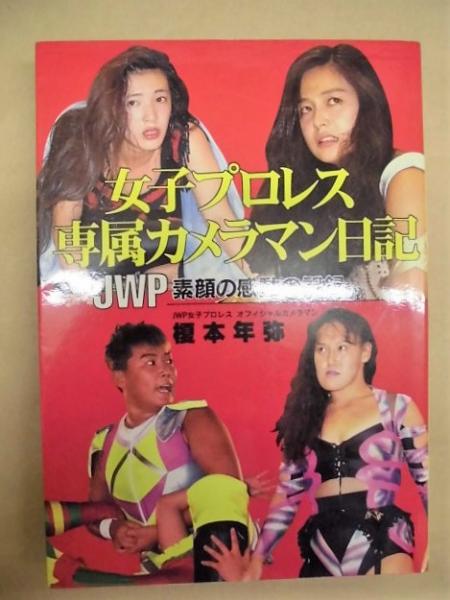 女子プロレス
専属カメラマン日記
JWP 素顔の感
JWP女子プロレス オフィシャルカメラマン
榎本年弥